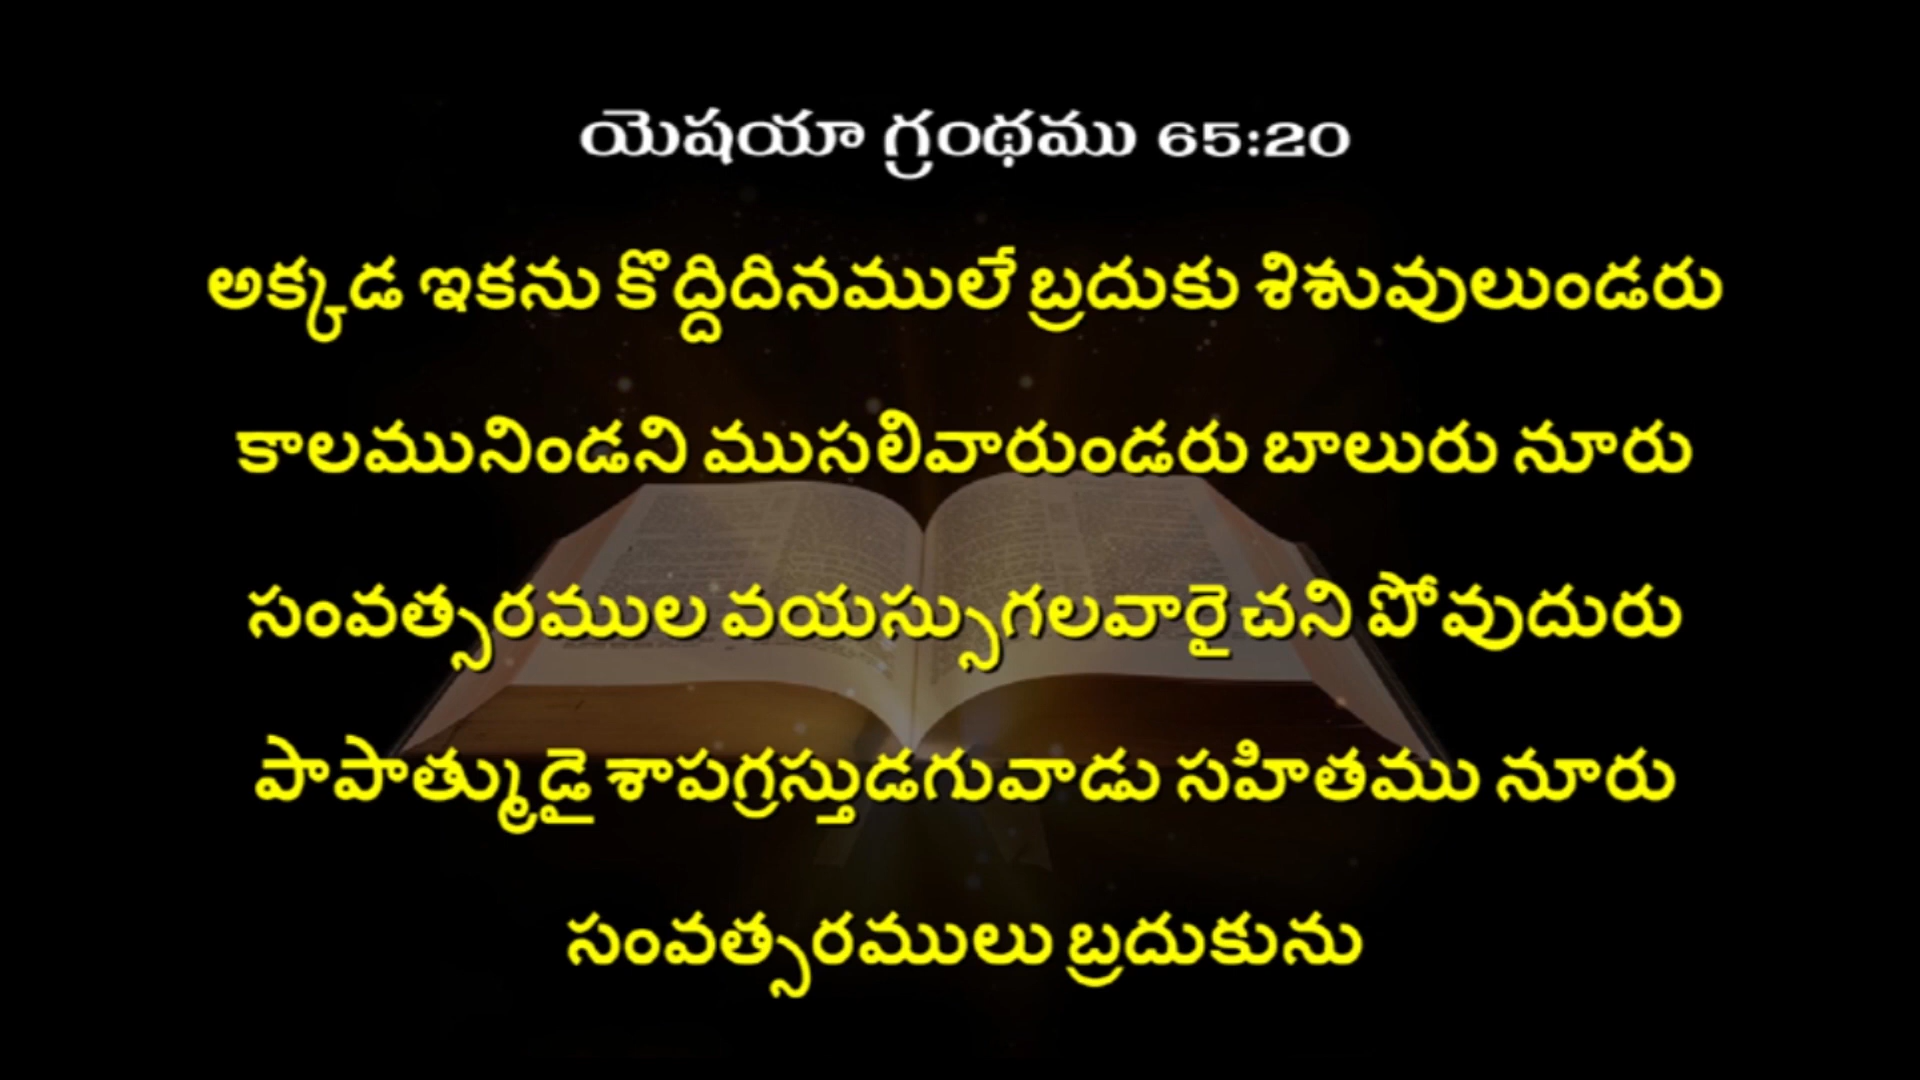 యెషయా గ్రంథము 65:20
అక్కడ ఇకను కొద్దిదినములే బ్రదుకు శిశువులుండరు
కాలమునిండని ముసలివారుండరు బాలురు నూరు
సంవత్సరముల వయస్సుగలవారైచని పోవుదురు
పాపాత్ముడై శాపగ్రస్తుడగువాడు సహితము నూరు
సంవత్సరములు బ్రదుకును